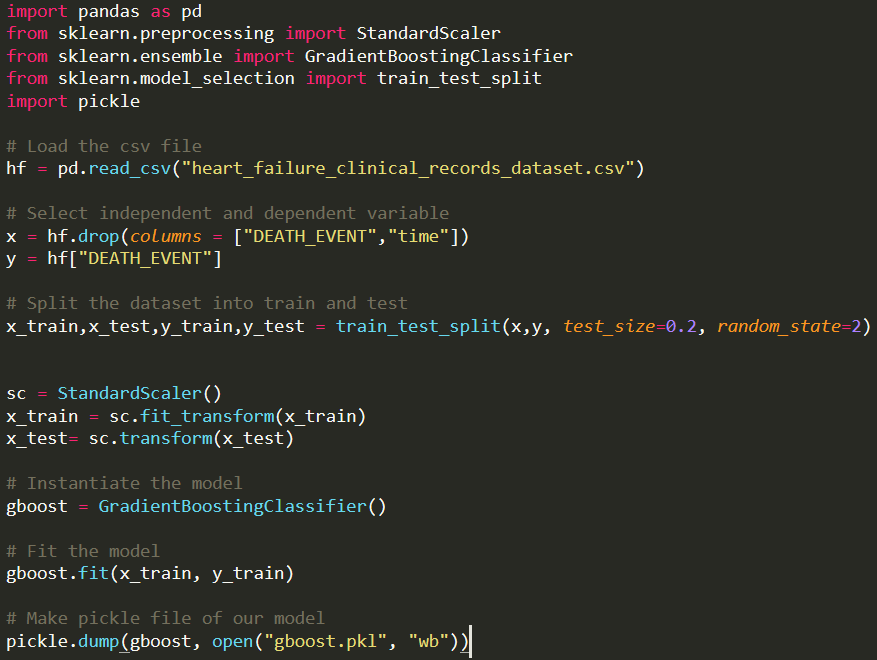 import pandas as pd
from sklearn.preprocessing import StandardScaler
from sklearn.ensemble import GradientBoostingClassifier
from sklearn.model_selection import train_test_split
import pickle
# Load the csv file
hf = pd.read_csv("heart_failure_clinical_records_dataset.csv")
# Select independent and dependent variable
x = hf.drop(columns = ["DEATH_EVENT","time"])
y = hf["DEATH_EVENT"]
# Split the dataset into train and test
x_train,x_test,y_train,y_test = train_test_split(x,y, test_size=0.2, random_state=2)
sc = StandardScaler()
x_train = sc.fit_transform(x_train)
x_test= sc.transform(x_test)
# Instantiate the model
gboost = GradientBoostingClassifier()
# Fit the model
gboost.fit(x_train, y_train)
# Make pickle file of our model
pickle.dump(gboost, open("gboost.pkl", "wb"))